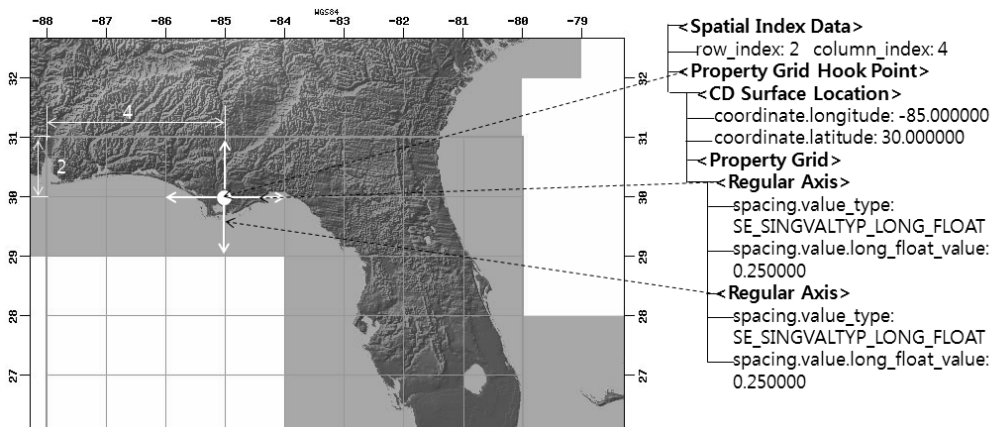 WGS84
-88 -87 -86 -85 -84 -83 -82 -81 -80 -79
32
31
30
29
28
27
32
31
30
29
28
27
4
2
<Spatial Index Data>
row_index: 2 column_index: 4
<Property Grid Hook Point>
<CD Surface Location>
coordinate.longitude: -85.000000
coordinate.latitude: 30.000000
<Property Grid>
<Regular Axis>
spacing.value_type:
SE_SINGVALTYP_LONG_FLOAT
spacing.value.long_float_value:
0.250000
<Regular Axis>
spacing.value_type:
SE_SINGVALTYP_LONG_FLOAT
spacing.value.long_float_value:
0.250000